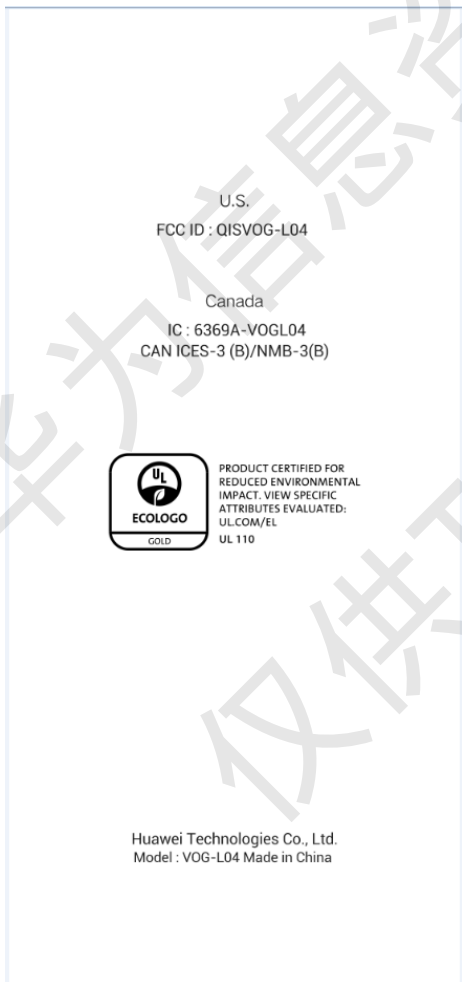 U.S.
FCC ID : QISVOG-L04
Canada
IC : 6369A-VOGL04
CAN ICES-3 (B)/NMB-3(B)
UL
ECOLOGO
GOLD
PRODUCT CERTIFIED FOR
REDUCED ENVIRONMENTAL
IMPACT. VIEW SPECIFIC
ATTRIBUTES EVALUATED:
UL.COM/EL
UL 110
华为信息资
仅供
Huawei Technologies Co., Ltd.
Model : VOG-L04 Made in China